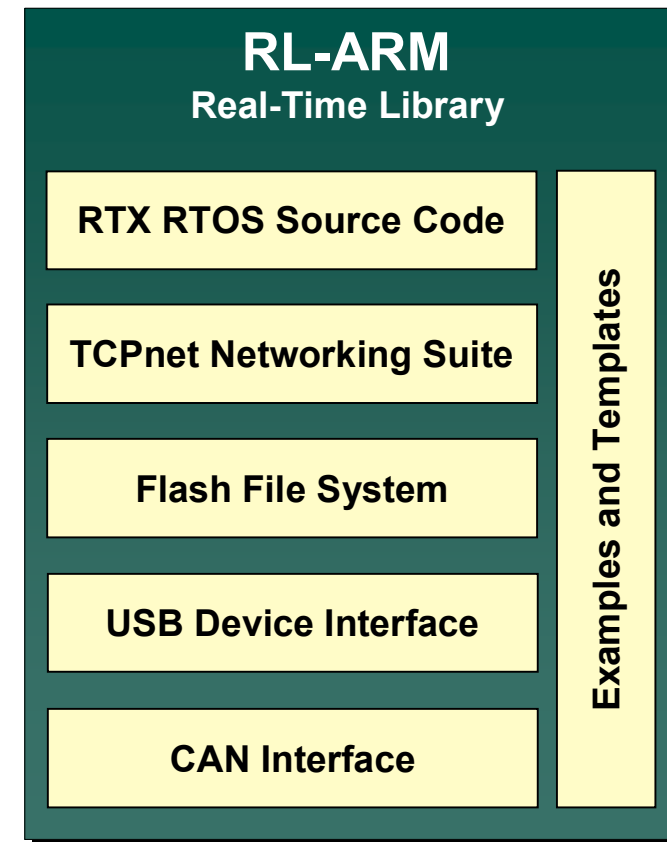 RL-ARM
Real-Time Library
RTX RTOS Source Code
TCPnet Networking Suite
Flash File System
USB Device Interface
CAN Interface
Examples and Templates